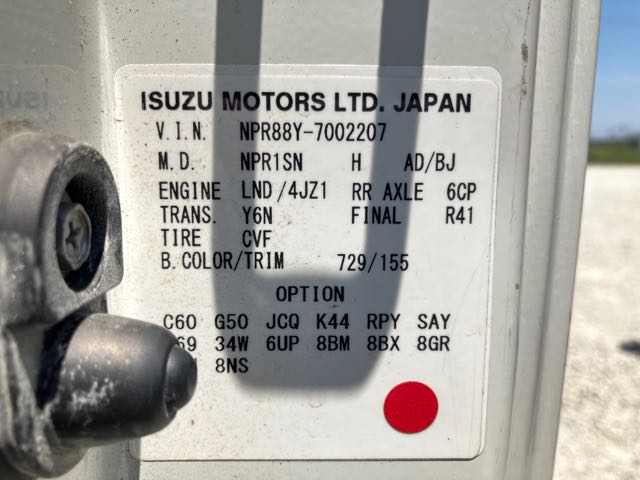 ISUZU MOTORS LTD. JAPAN
V.I.N. NPR88Y-7002207
M.D. NPR1SN H AD/BJ
ENGINE LND/4JZ1 RR AXLE 6CP
TRANS. Y6N FINAL R41
TIRE CVF
B.COLOR/TRIM 729/155
OPTION
C60 G50 JCQ K44 RPY SAY
34W 6UP 8BM 8BX 8GR
8NS